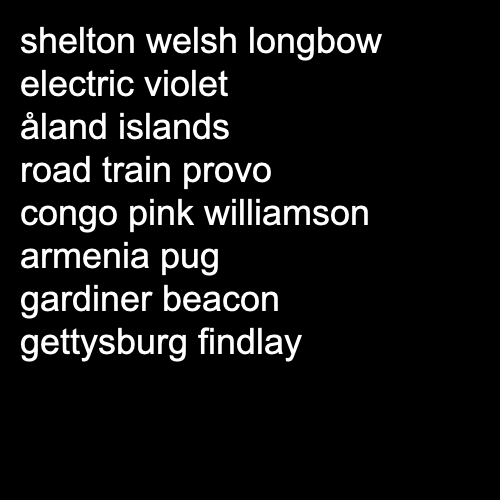 shelton welsh longbow
electric violet
åland islands
road train provo
congo pink williamson
armenia pug
gardiner beacon
gettysburg findlay